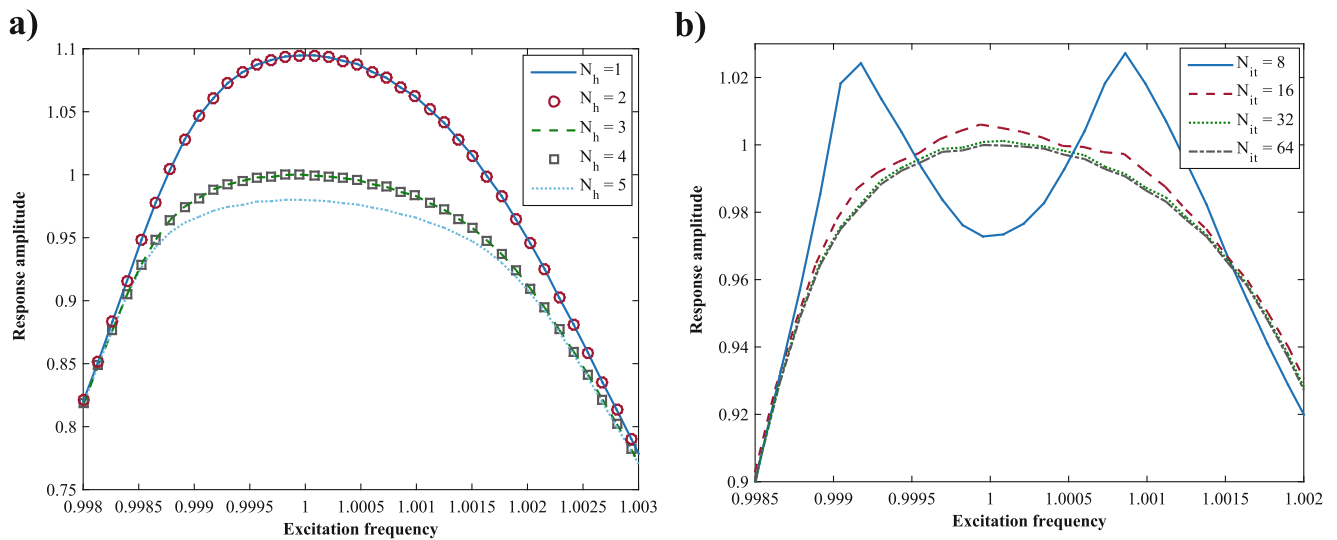 a)
1.1
1.05
1
0.95
0.9
0.85
0.8
0.75
Response amplitude
N_h =1
N_h = 2
N_h = 3
N_h = 4
N_h = 5
0.998 0.9985 0.999 0.9995 1 1.0005 1.001 1.0015 1.002 1.0025 1.003
Excitation frequency
b)
1.02
1
0.98
0.96
0.94
0.92
0.9
Response amplitude
N_it = 8
N_it = 16
N_it = 32
N_it = 64
0.9985 0.999 0.9995 1 1.0005 1.001 1.0015 1.002
Excitation frequency